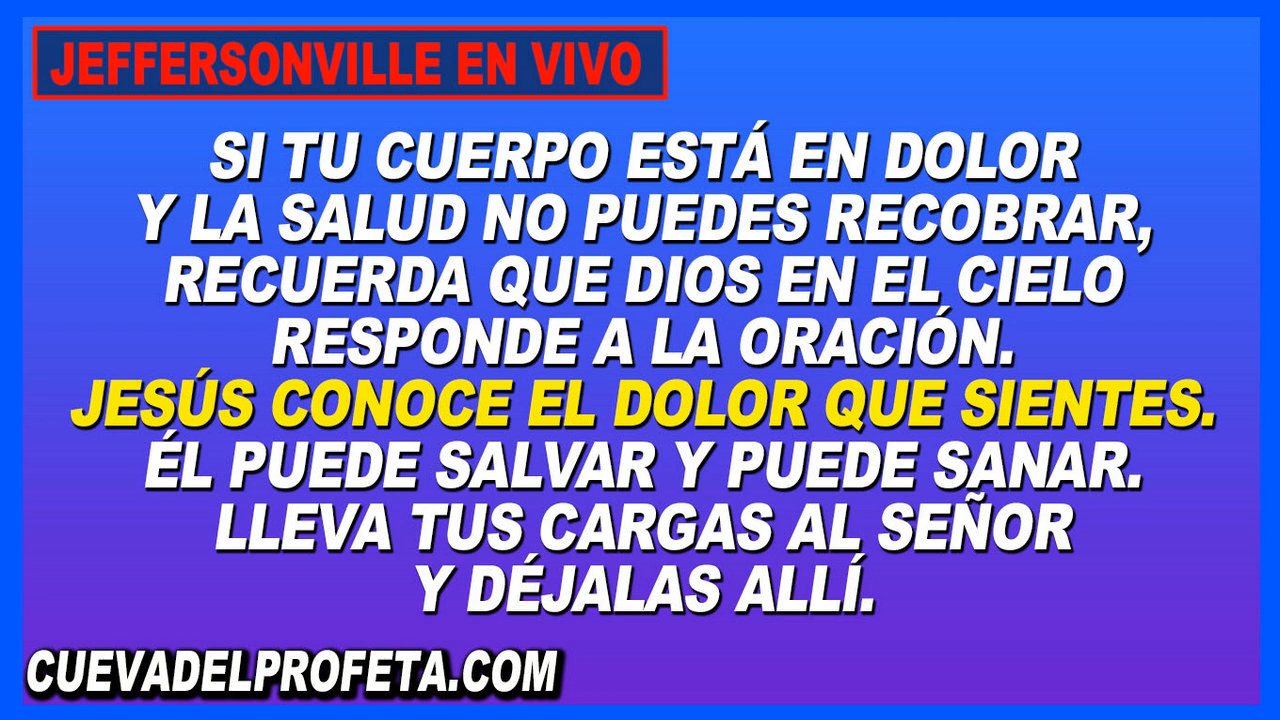 JEFFERSONVILLE EN VIVO
SI TU CUERPO ESTÁ EN DOLOR
Y LA SALUD NO PUEDES RECOBRAR,
RECUERDA QUE DIOS EN EL CIELO
RESPONDE A LA ORACIÓN.
JESÚS CONOCE EL DOLOR QUE SIENTES.
ÉL PUEDE SALVAR Y PUEDE SANAR.
LLEVA TUS CARGAS AL SEÑOR
Y DÉJALAS ALLÍ.
CUEVADELPROFETA.COM